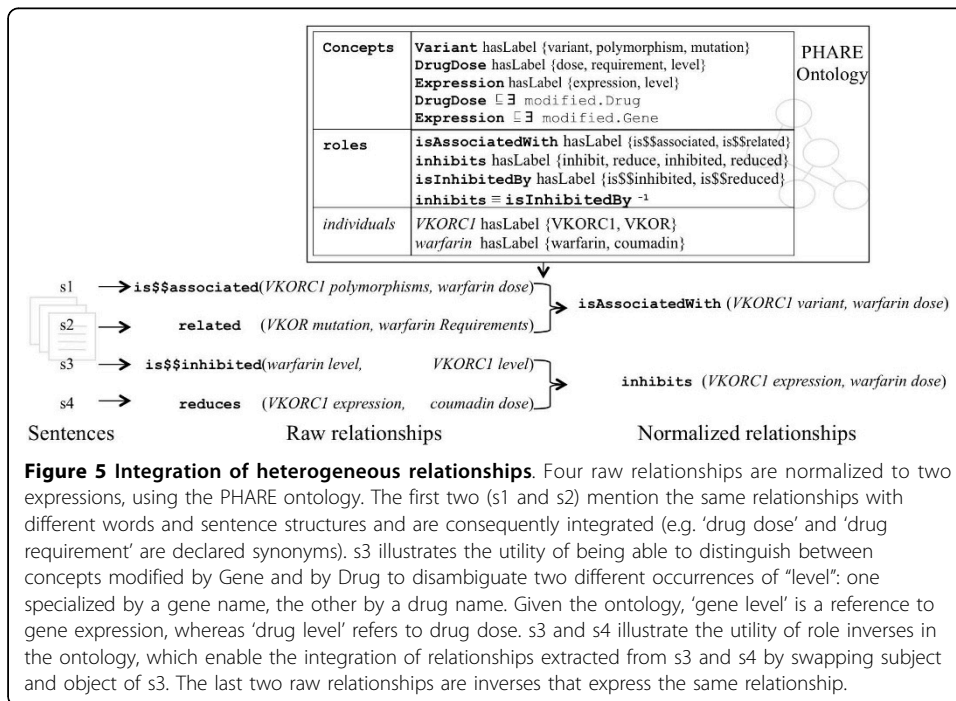 Concepts
Variant hasLabel {variant, polymorphism, mutation}
DrugDose hasLabel {dose, requirement, level}
Expression hasLabel {expression, level}
DrugDose ⊑∃ modified.Drug
Expression ⊑∃ modified.Gene
roles
isAssociatedWith hasLabel {is$$associated, is$$related}
inhibits hasLabel {inhibit, reduce, inhibited, reduced}
isInhibitedBy hasLabel {is$$inhibited, is$$reduced}
inhibits ≡ isInhibitedBy ⁻¹
individuals
VKORC1 hasLabel {VKORC1, VKOR}
warfarin hasLabel {warfarin, coumadin}
PHARE
Ontology
s1 is$$associated(VKORC1 polymorphisms, warfarin dose)
s2 related (VKOR mutation, warfarin Requirements)
isAssociatedWith (VKORC1 variant, warfarin dose)
s3 is$$inhibited(warfarin level, VKORC1 level)
s4 reduces (VKORC1 expression, coumadin dose)
inhibits (VKORC1 expression, warfarin dose)
Sentences Raw relationships Normalized relationships
Figure 5 Integration of heterogeneous relationships. Four raw relationships are normalized to two
expressions, using the PHARE ontology. The first two (s1 and s2) mention the same relationships with
different words and sentence structures and are consequently integrated (e.g. ‘drug dose’ and ‘drug
requirement’ are declared synonyms). s3 illustrates the utility of being able to distinguish between
concepts modified by Gene and by Drug to disambiguate two different occurrences of “level”: one
specialized by a gene name, the other by a drug name. Given the ontology, ‘gene level’ is a reference to
gene expression, whereas ‘drug level’ refers to drug dose. s3 and s4 illustrate the utility of role inverses in
the ontology, which enable the integration of relationships extracted from s3 and s4 by swapping subject
and object of s3. The last two raw relationships are inverses that express the same relationship.